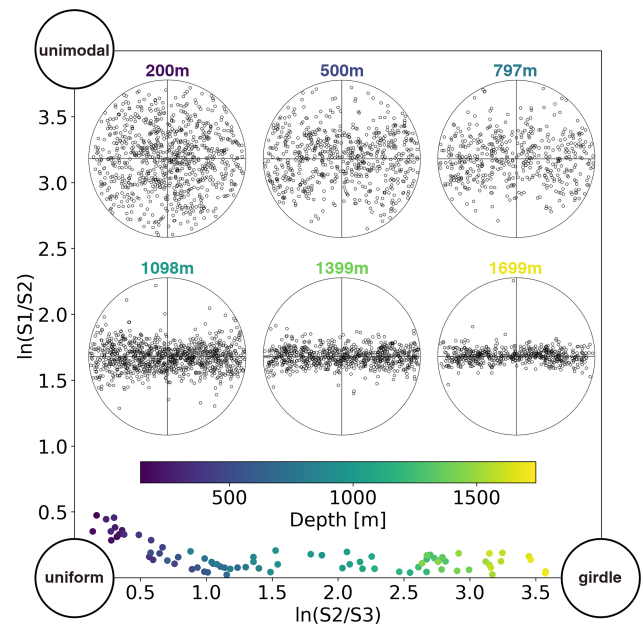 unimodal
200m 500m 797m
3.5
3.0
2.5
1098m 1399m 1699m
2.0
ln(S1/S2)
1.5
1.0
0.5
500 1000 1500
Depth [m]
uniform
girdle
0.5 1.0 1.5 2.0 2.5 3.0 3.5
ln(S2/S3)